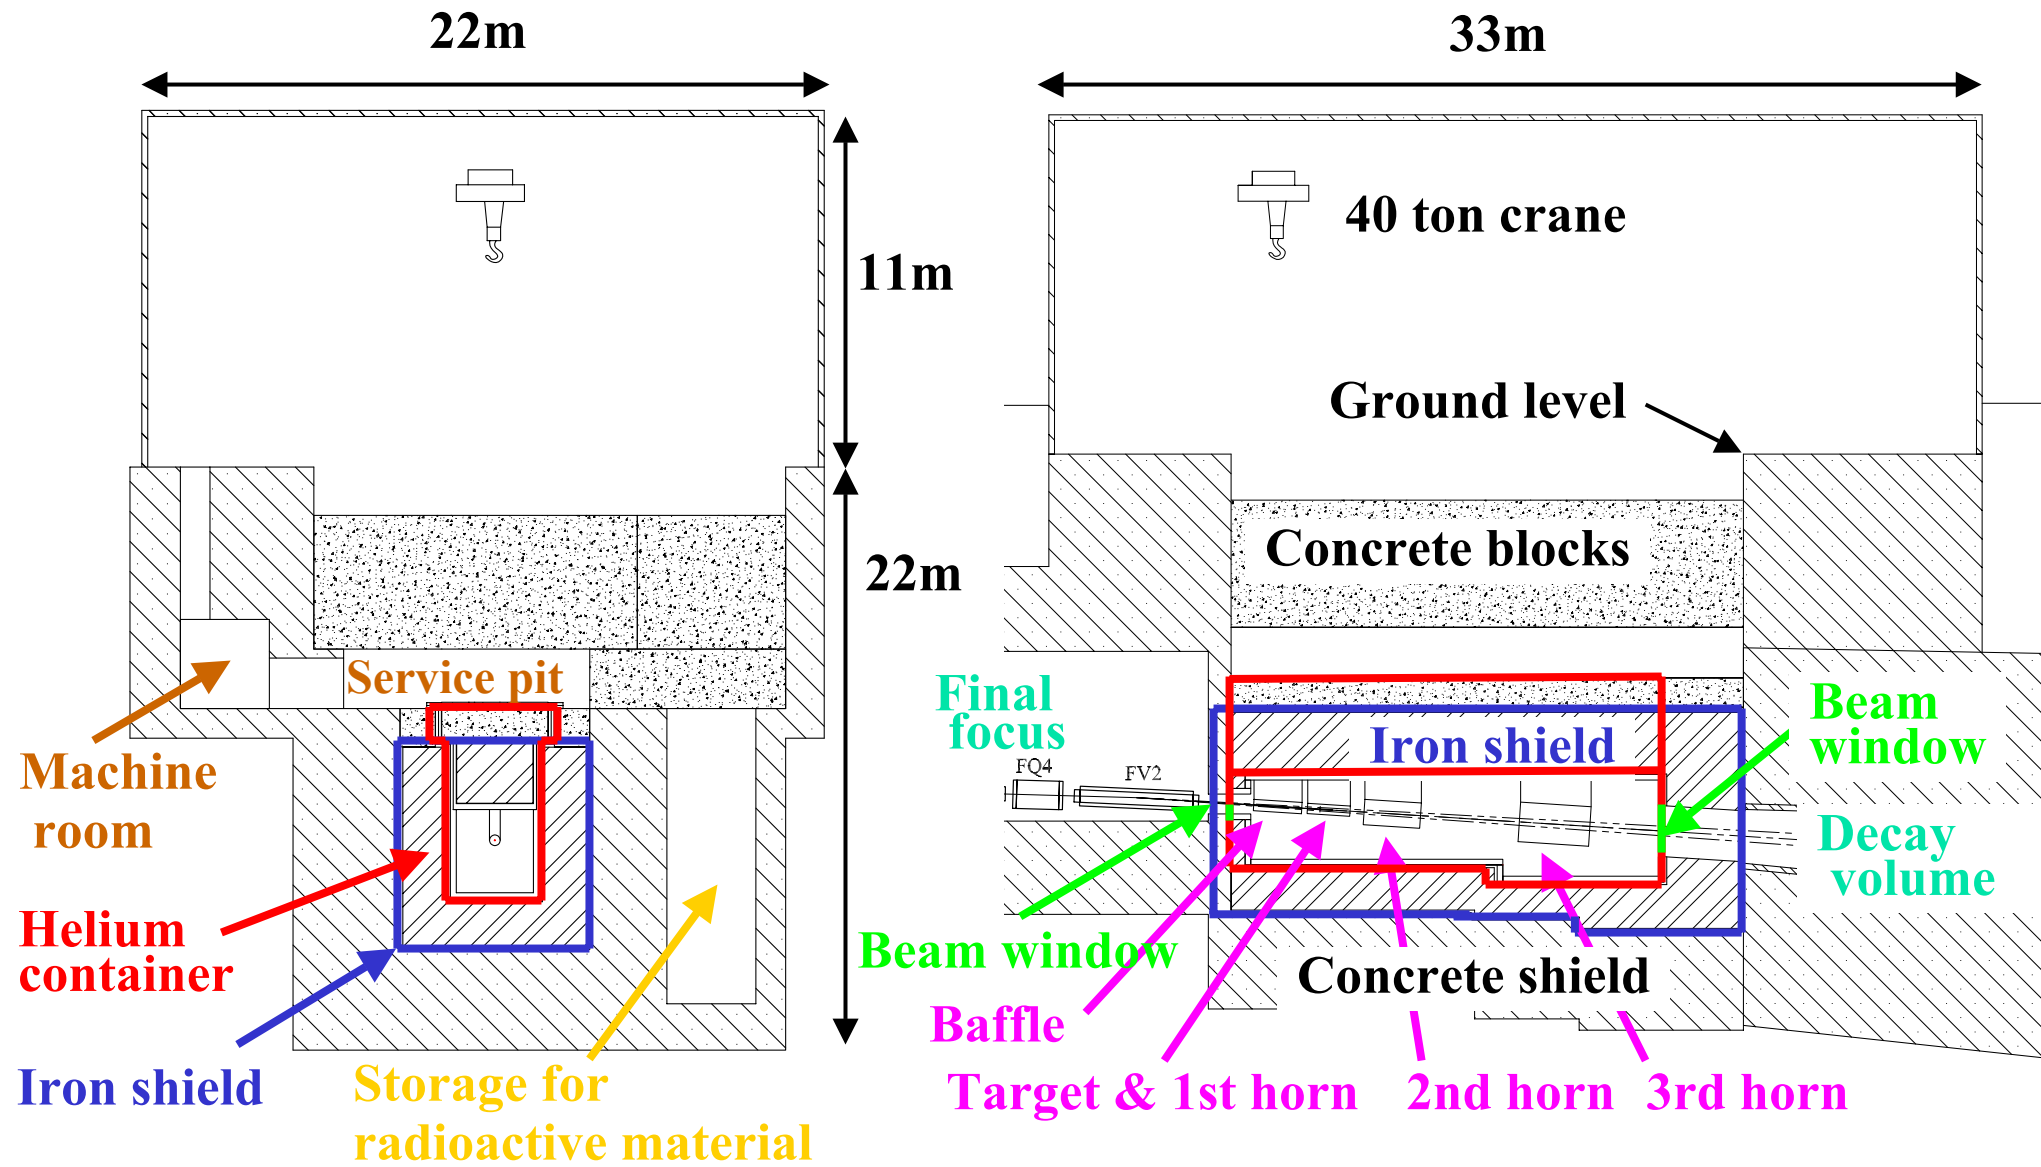 22m
33m
40 ton crane
11m
Ground level
Concrete blocks
22m
Service pit
Final
focus
Beam
window
Iron shield
FQ4
FV2
Machine
room
Decay
volume
Helium
container
Beam window
Concrete shield
Baffle
Iron shield
Storage for
radioactive material
Target & 1st horn
2nd horn
3rd horn